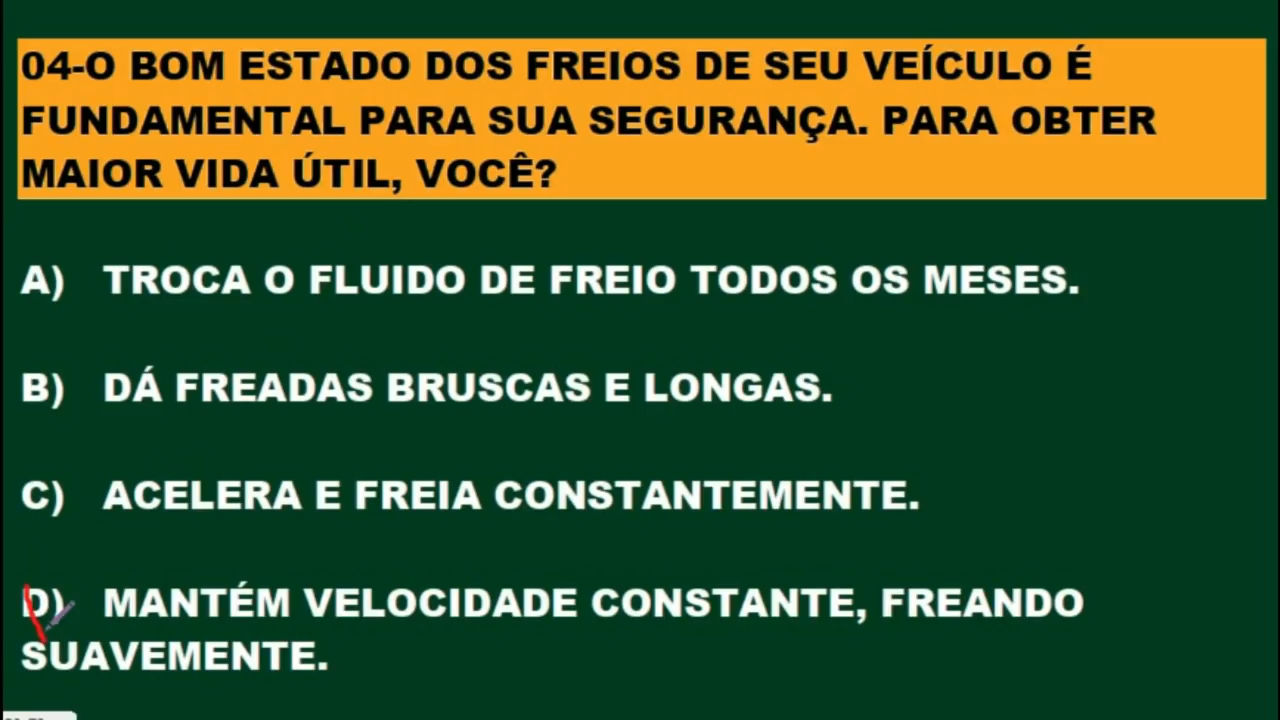 04-O BOM ESTADO DOS FREIOS DE SEU VEÍCULO É
FUNDAMENTAL PARA SUA SEGURANÇA. PARA OBTER
MAIOR VIDA ÚTIL, VOCÊ?
A) TROCA O FLUIDO DE FREIO TODOS OS MESES.
B) DÁ FREADAS BRUSCAS E LONGAS.
C) ACELERA E FREIA CONSTANTEMENTE.
D) MANTÉM VELOCIDADE CONSTANTE, FREANDO
SUAVEMENTE.